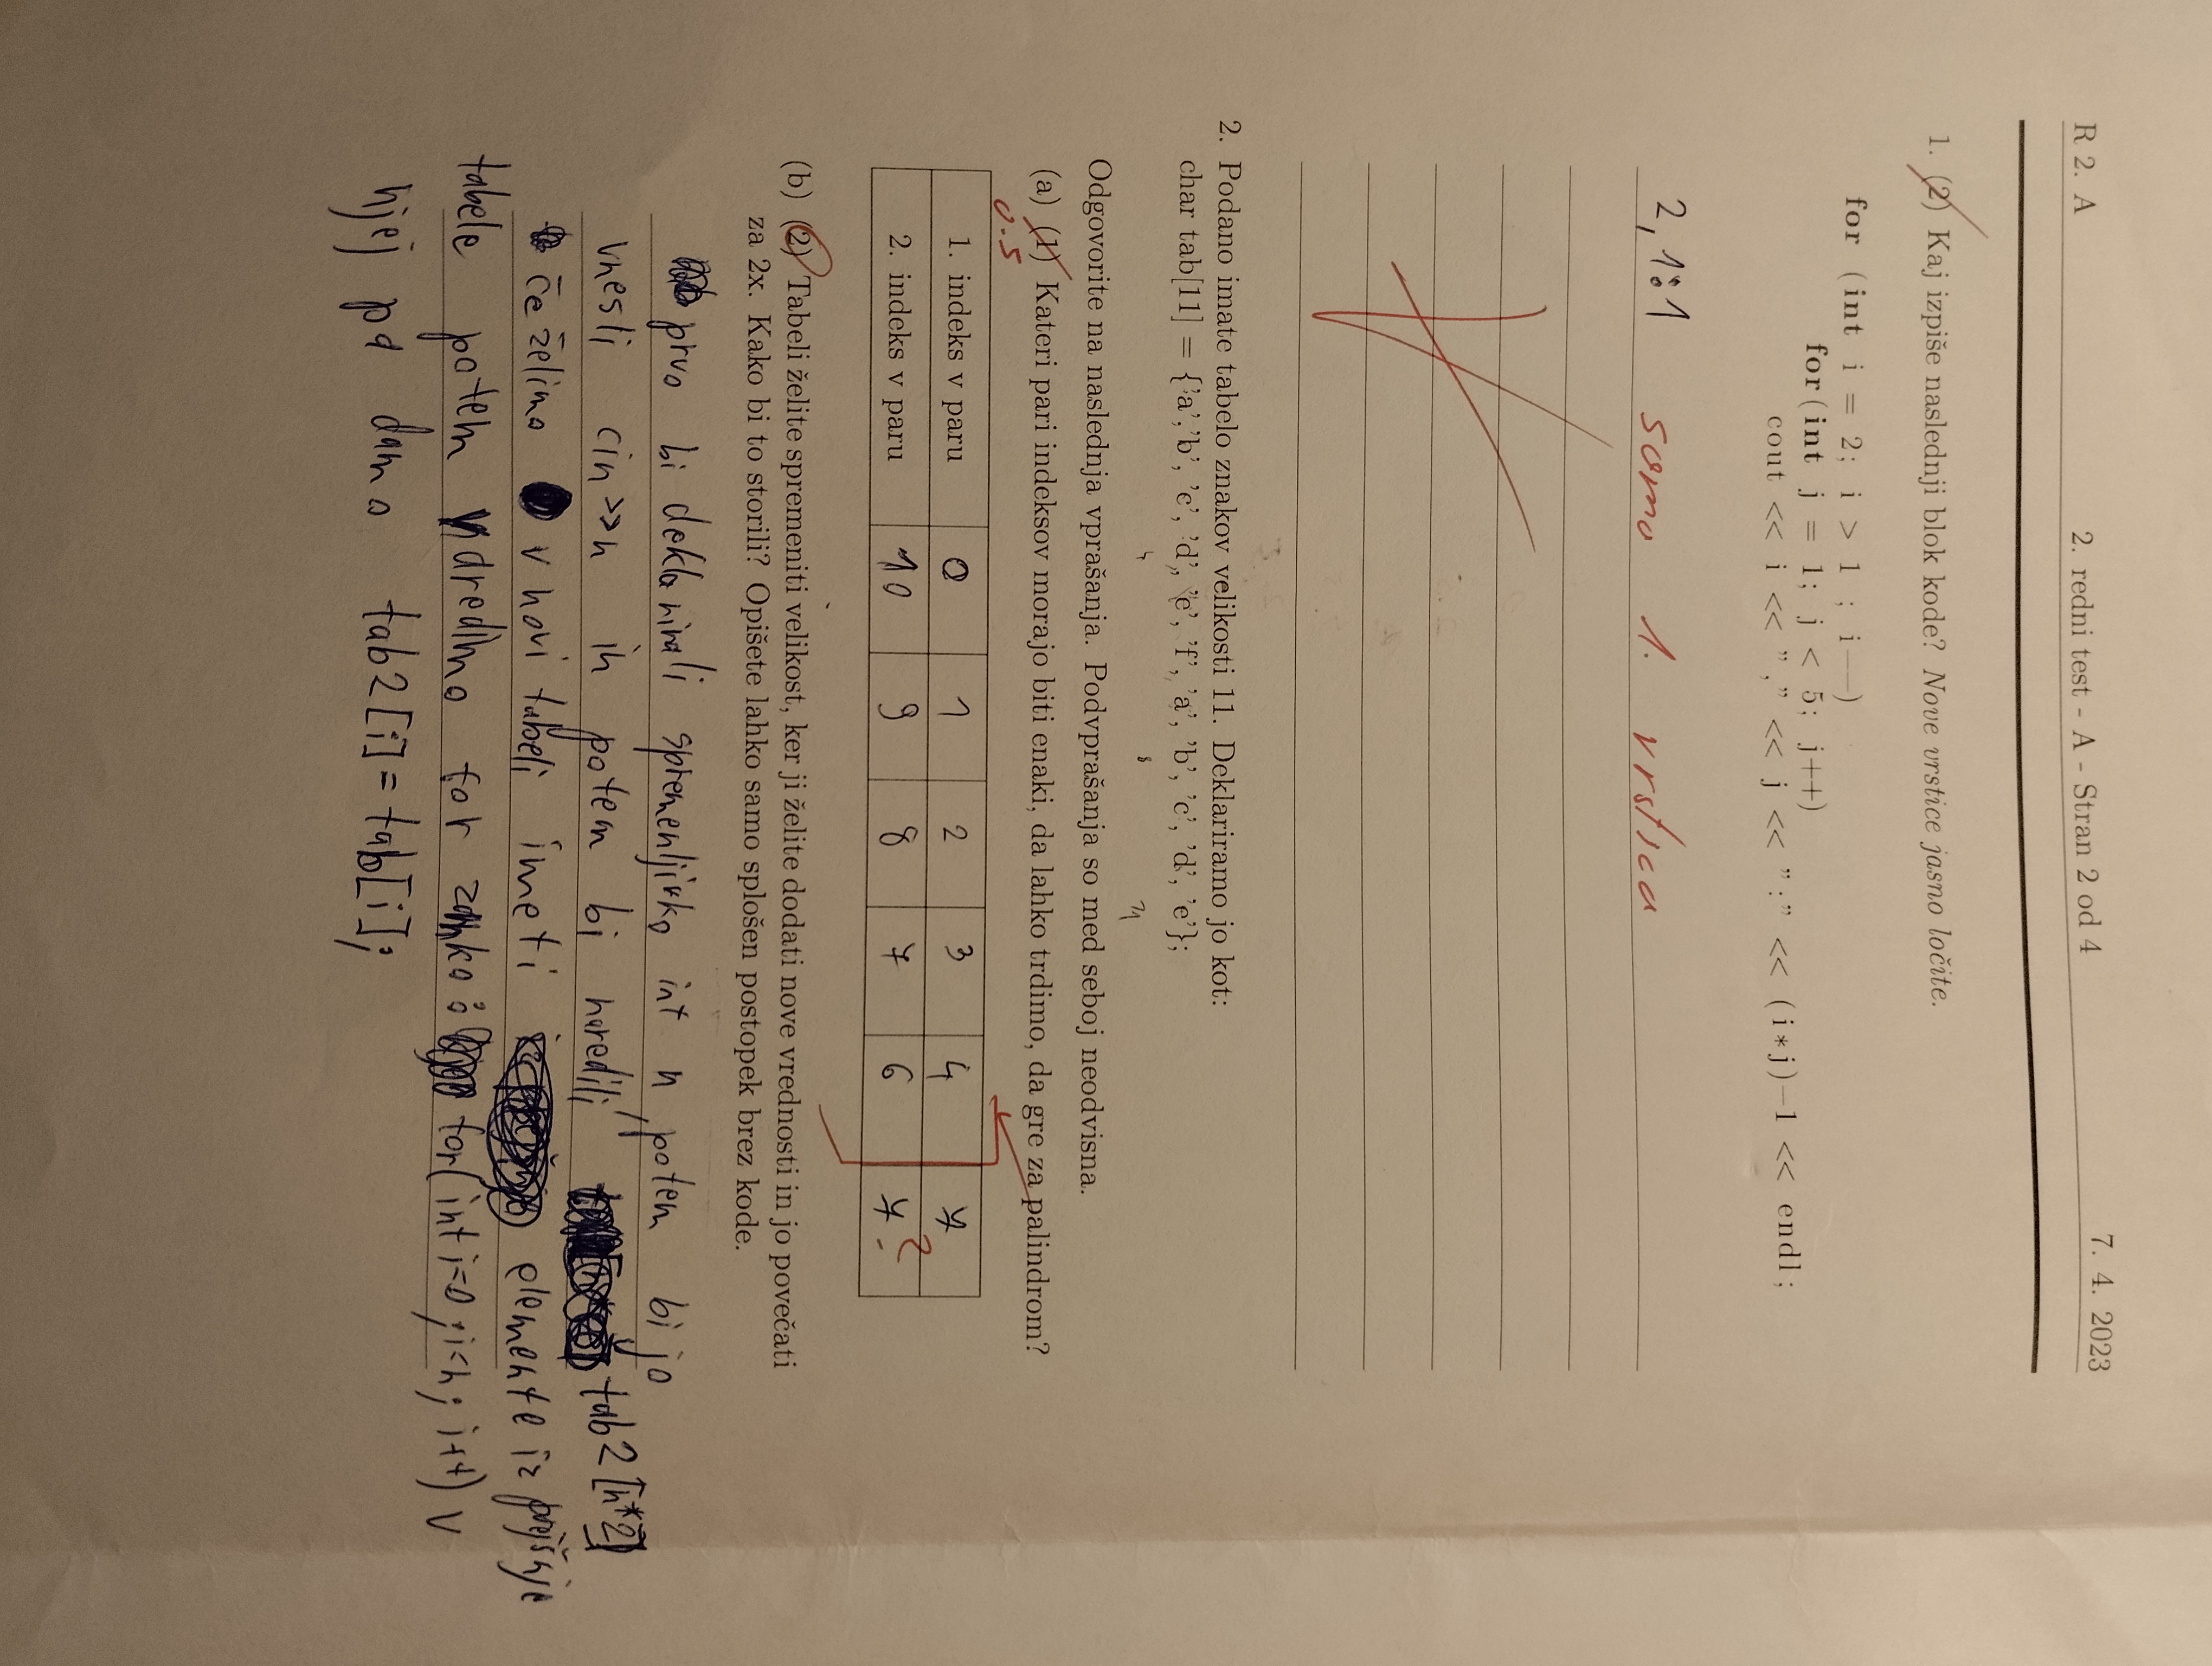 R 2. A 2. redni test - A - Stran 2 od 4 7. 4. 2023
1. (2) Kaj izpiše naslednji blok kode? Nove vrstice jasno ločite.
for (int i = 2; i > 1 ; i--)
for(int j = 1; j < 5; j++)
cout << i << "," << j << ":" << (i*j)-1 << endl;
2,1:1 samo 1. vrstica
2. Podano imate tabelo znakov velikosti 11. Deklariramo jo kot:
char tab[11] = {'a','b', 'c', 'd', 'e', 'f', 'a', 'b', 'c', 'd', 'e'};
4 8 11
Odgovorite na naslednja vprašanja. Podvprašanja so med seboj neodvisna.
(a) (1) Kateri pari indeksov morajo biti enaki, da lahko trdimo, da gre za palindrom?
0.5
1. indeks v paru 0 1 2 3 4 7
2. indeks v paru 10 9 8 7 6 7 ?
(b) (2) Tabeli želite spremeniti velikost, ker ji želite dodati nove vrednosti in jo povečati
za 2x. Kako bi to storili? Opišete lahko samo splošen postopek brez kode.
prvo bi deklarirali spremenljivko int n, potem bi jo
vnesli cin>>n in potem bi naredili tab2[n*2]
če želimo v novi tabeli imeti elemente iz prejšnje
tabele potem naredimo for zanko: for(int i=0;i<n; i++) v
njej pa damo tab2[i]=tab[i];